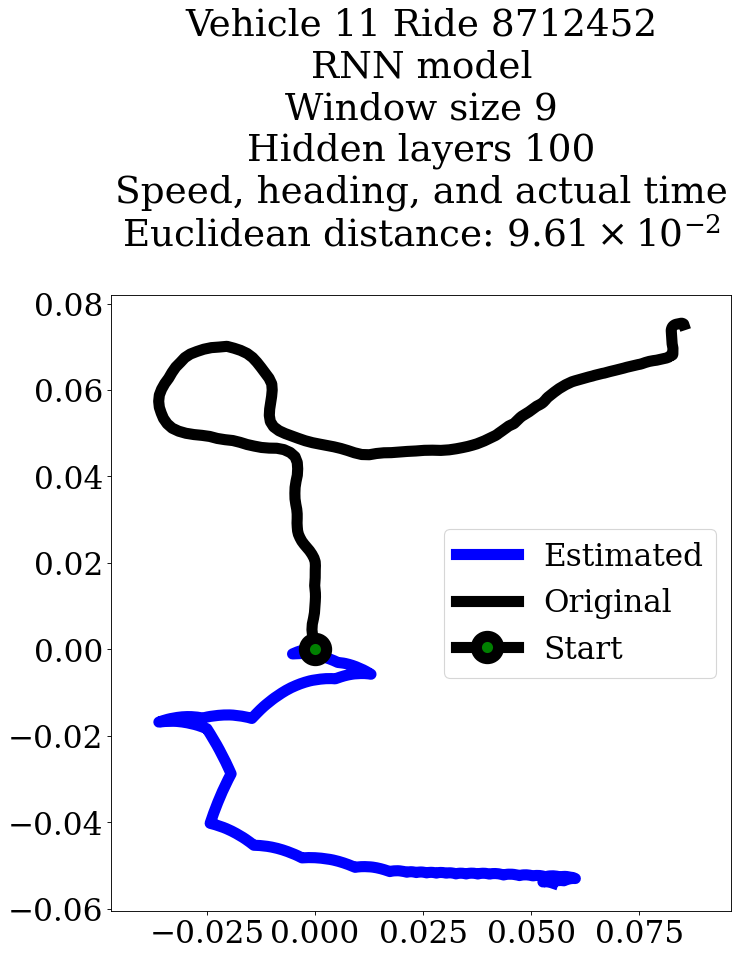 Vehicle 11 Ride 8712452
RNN model
Window size 9
Hidden layers 100
Speed, heading, and actual time
Euclidean distance: 9.61 × 10⁻²
0.08
0.06
0.04
0.02
0.00
−0.02
−0.04
−0.06
Estimated
Original
Start
−0.025 0.000 0.025 0.050 0.075